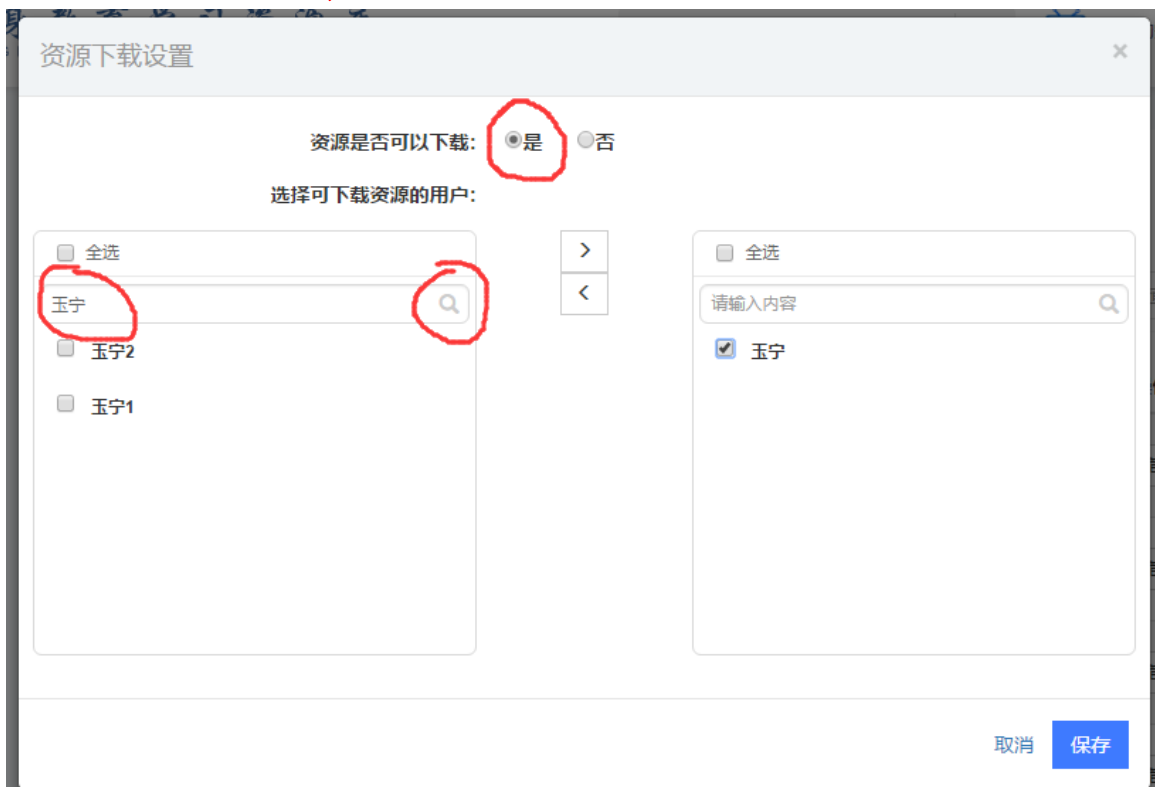 资源下载设置 ×
资源是否可以下载: 是 否
选择可下载资源的用户:
全选
玉宁
玉宁2
玉宁1
>
<
全选
请输入内容
玉宁
取消 保存